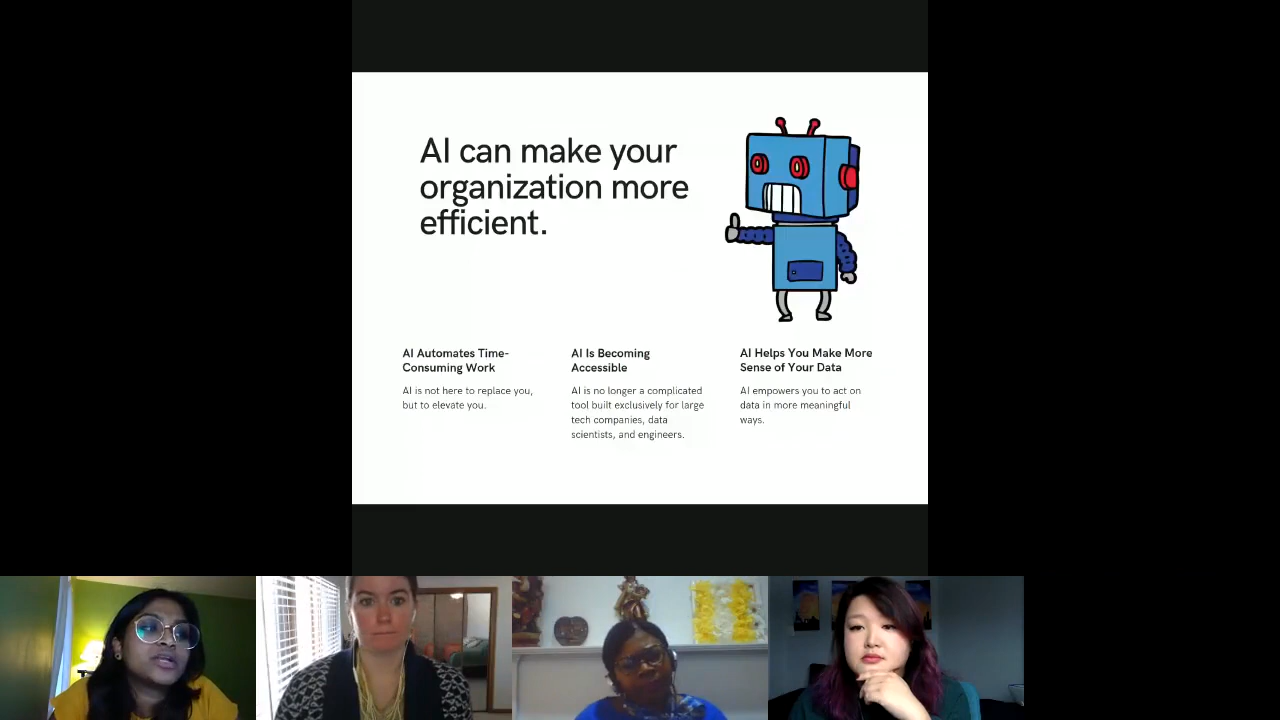 AI can make your
organization more
efficient.
AI Automates Time-
Consuming Work
AI is not here to replace you,
but to elevate you.
AI Is Becoming
Accessible
AI is no longer a complicated
tool built exclusively for large
tech companies, data
scientists, and engineers.
AI Helps You Make More
Sense of Your Data
AI empowers you to act on
data in more meaningful
ways.